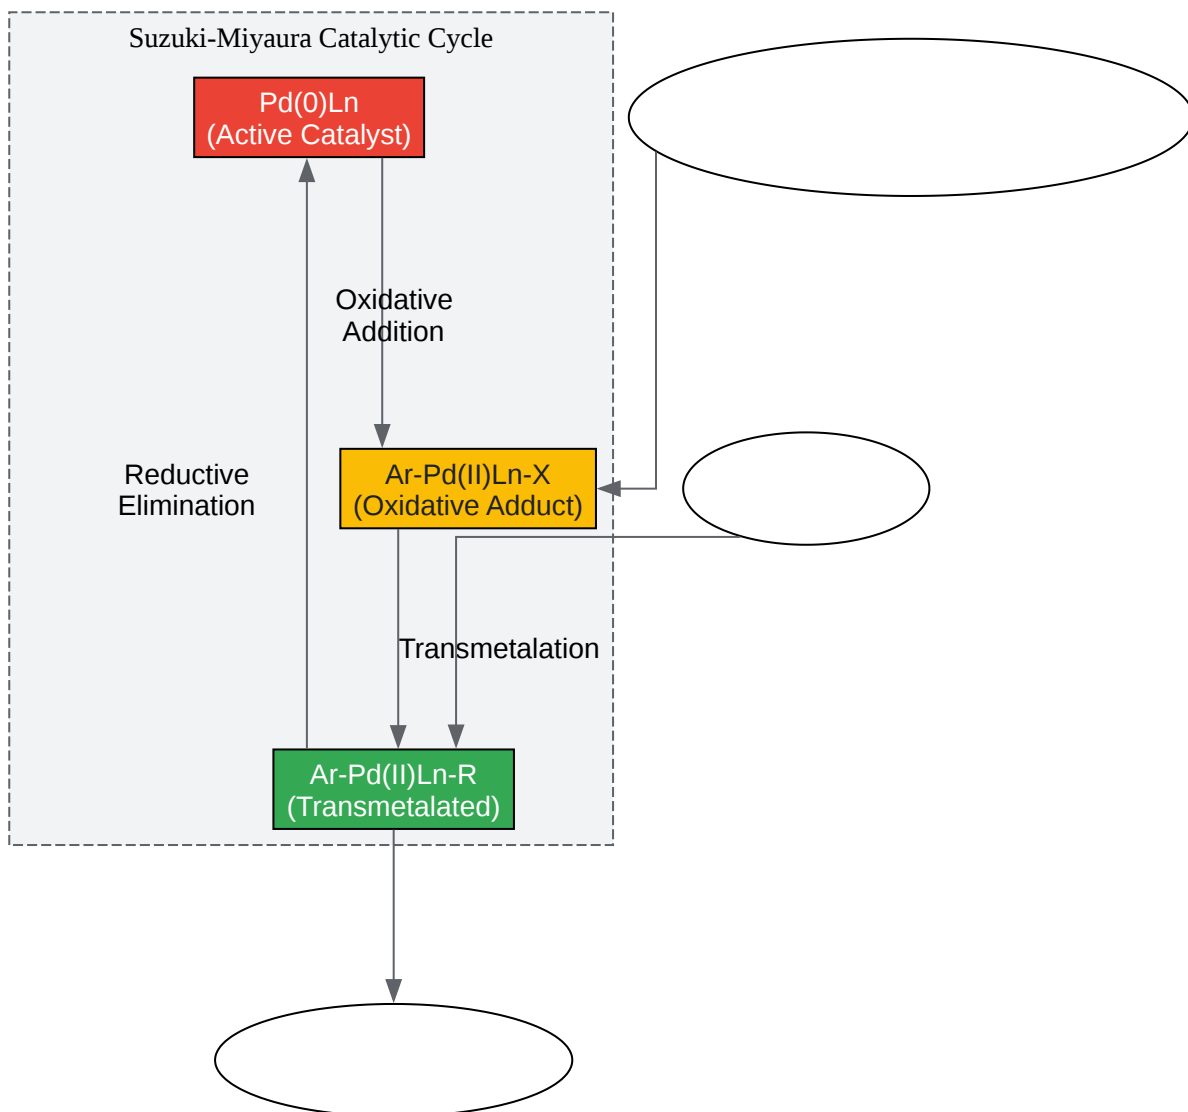 Suzuki-Miyaura Catalytic Cycle
Pd(0)Ln
(Active Catalyst)
Oxidative
Addition
Reductive
Elimination
Ar-Pd(II)Ln-X
(Oxidative Adduct)
Transmetalation
Ar-Pd(II)Ln-R
(Transmetalated)